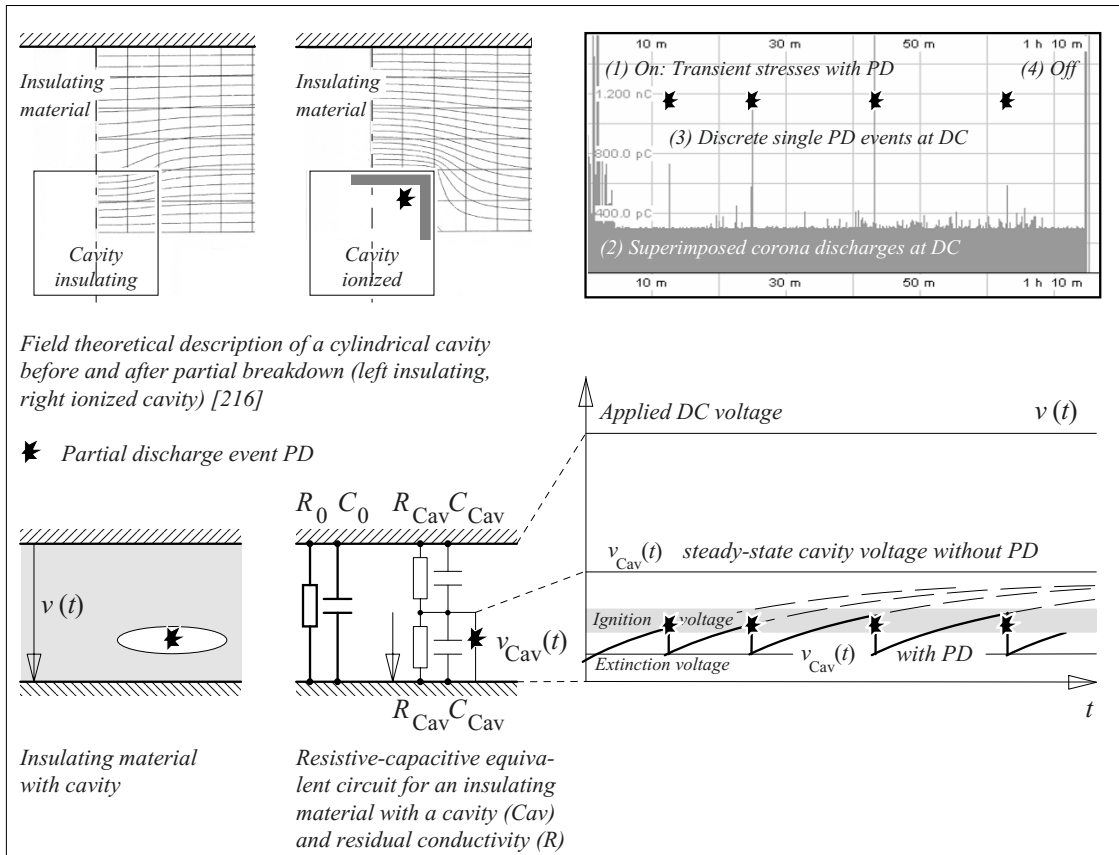 Insulating
material
Cavity
insulating
Insulating
material
Cavity
ionized
10 m 30 m 50 m 1 h 10 m
(1) On: Transient stresses with PD (4) Off
1.200 nC
(3) Discrete single PD events at DC
800.0 pC
400.0 pC
(2) Superimposed corona discharges at DC
10 m 30 m 50 m 1 h 10 m
Field theoretical description of a cylindrical cavity
before and after partial breakdown (left insulating,
right ionized cavity) [216]
Partial discharge event PD
v (t)
Insulating material
with cavity
R0 C0 RCav CCav
vCav(t)
RCav CCav
Resistive-capacitive equiva-
lent circuit for an insulating
material with a cavity (Cav)
and residual conductivity (R)
Applied DC voltage v (t)
vCav(t) steady-state cavity voltage without PD
Ignition voltage
Extinction voltage vCav(t) with PD
t